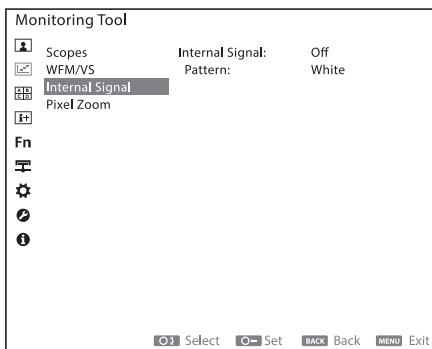 Monitoring Tool
Scopes Internal Signal: Off
WFM/VS Pattern: White
Internal Signal
Pixel Zoom
A B
C D
i+
Fn
i
Select Set BACK Back MENU Exit